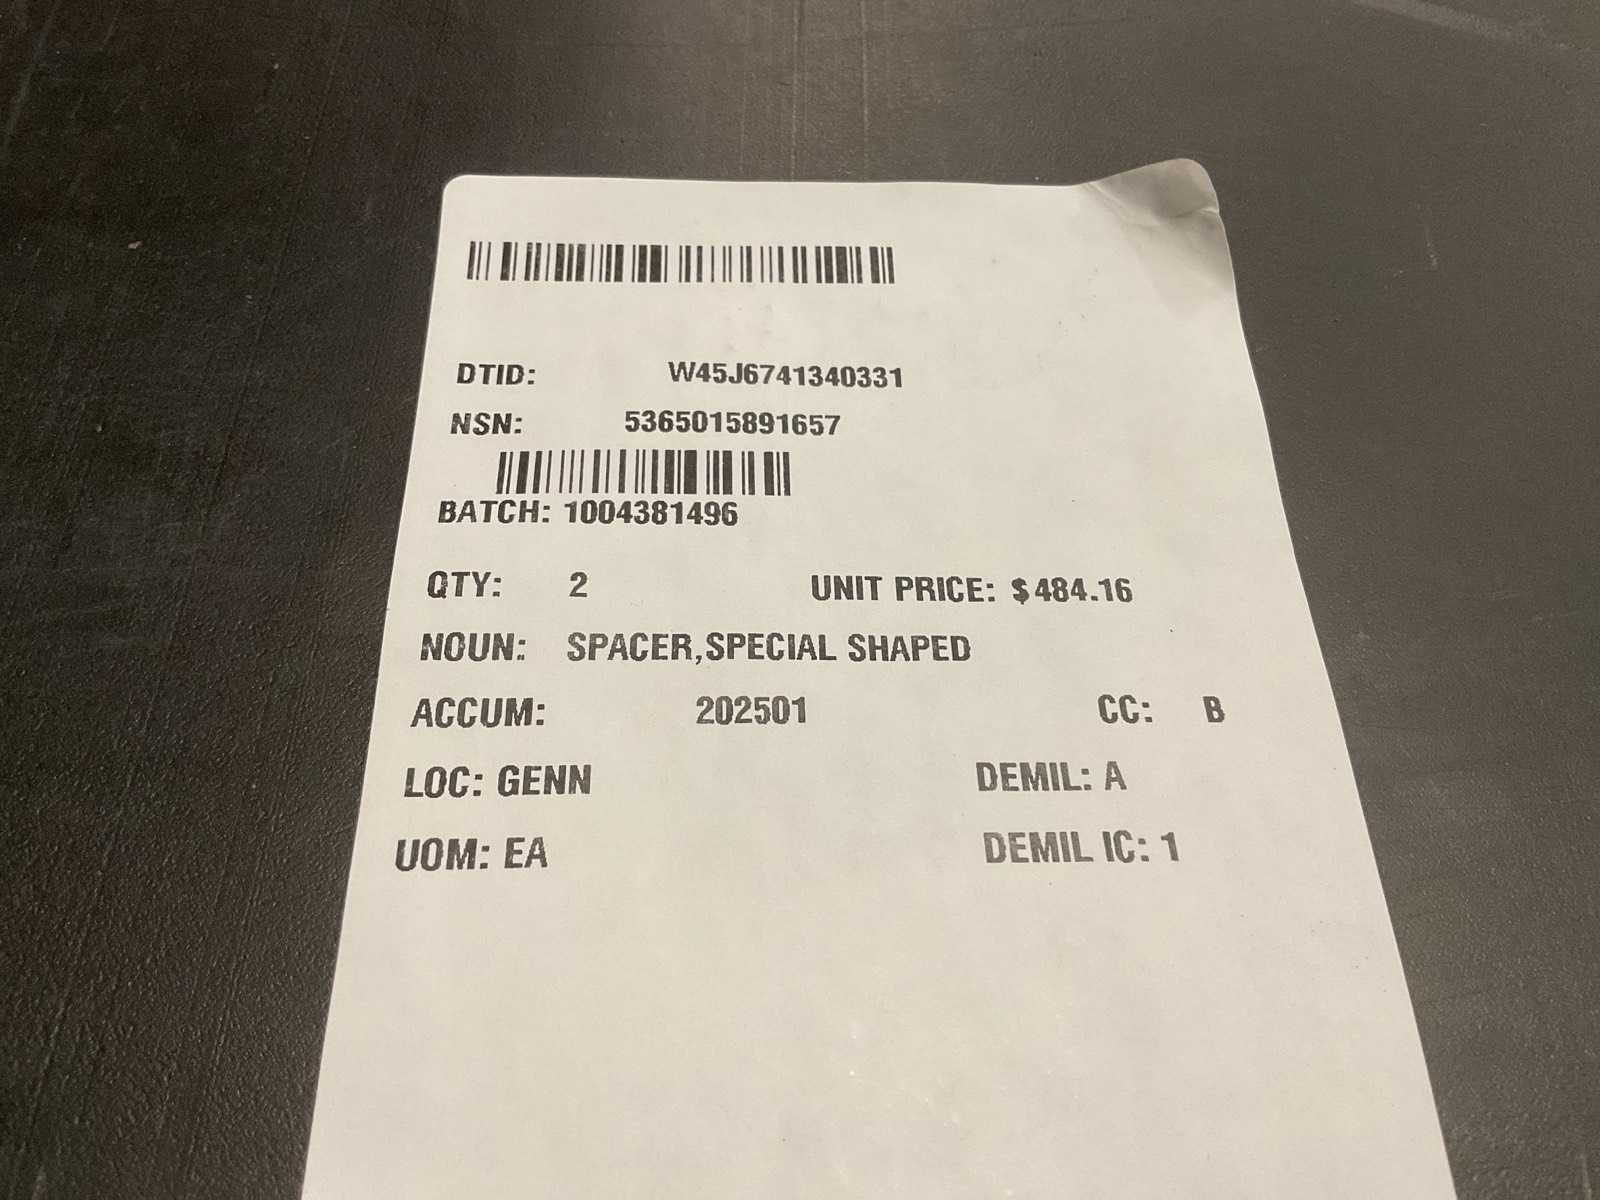 DTID: W45J6741340331
NSN: 5365015891657
BATCH: 1004381496
QTY: 2 UNIT PRICE: $484.16
NOUN: SPACER,SPECIAL SHAPED
ACCUM: 202501 CC: B
LOC: GENN DEMIL: A
UOM: EA DEMIL IC: 1